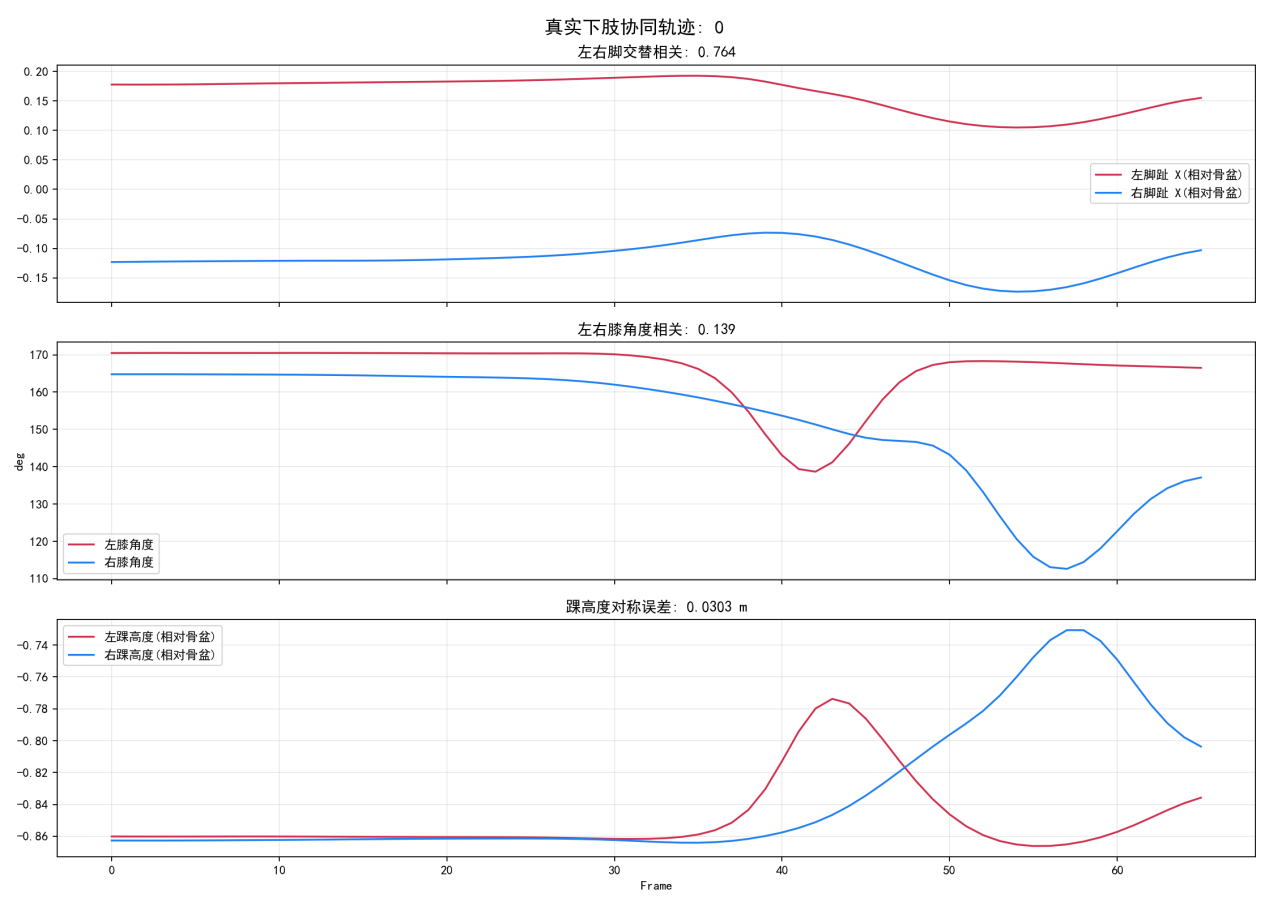 真实下肢协同轨迹: 0
左右脚交替相关: 0.764
0.20
0.15
0.10
0.05
0.00
−0.05
−0.10
−0.15
左脚趾 X(相对骨盆)
右脚趾 X(相对骨盆)
左右膝角度相关: 0.139
170
160
150
140
130
120
110
deg
左膝角度
右膝角度
踝高度对称误差: 0.0303 m
−0.74
−0.76
−0.78
−0.80
−0.82
−0.84
−0.86
左踝高度(相对骨盆)
右踝高度(相对骨盆)
0 10 20 30 40 50 60
Frame